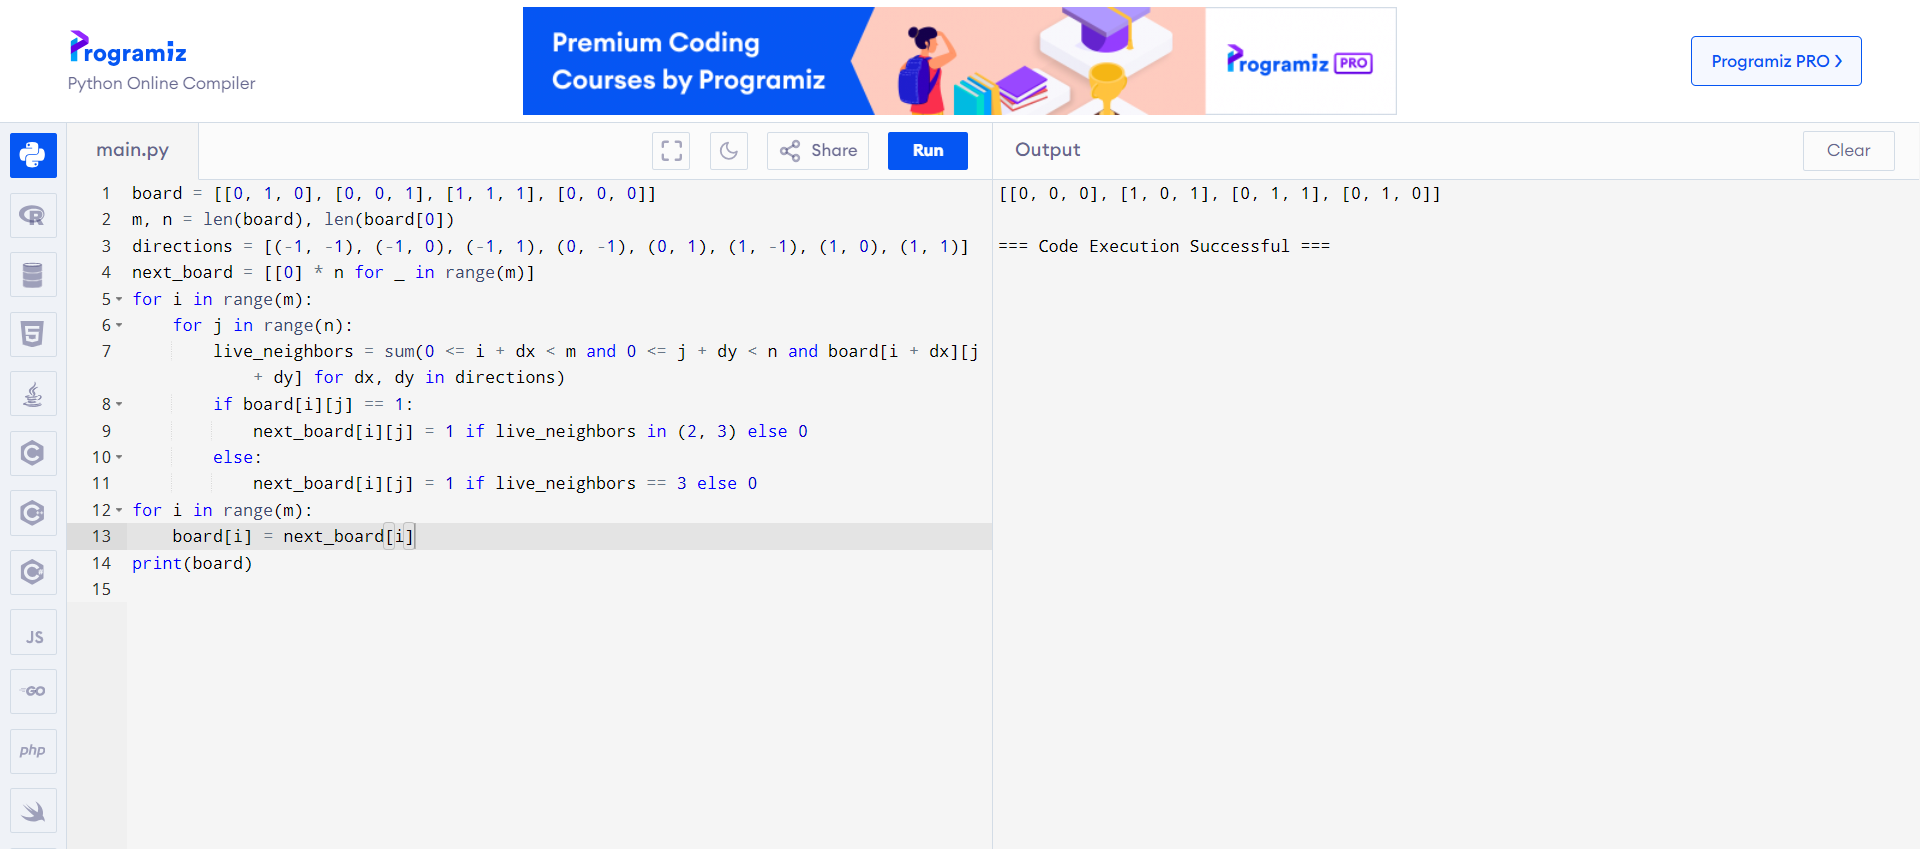 Programiz
Python Online Compiler
Premium Coding
Courses by Programiz
Programiz PRO
Programiz PRO ›
main.py
Share
Run
Output
Clear
1 board = [[0, 1, 0], [0, 0, 1], [1, 1, 1], [0, 0, 0]]
2 m, n = len(board), len(board[0])
3 directions = [(-1, -1), (-1, 0), (-1, 1), (0, -1), (0, 1), (1, -1), (1, 0), (1, 1)]
4 next_board = [[0] * n for _ in range(m)]
5 for i in range(m):
6     for j in range(n):
7         live_neighbors = sum(0 <= i + dx < m and 0 <= j + dy < n and board[i + dx][j
            + dy] for dx, dy in directions)
8         if board[i][j] == 1:
9             next_board[i][j] = 1 if live_neighbors in (2, 3) else 0
10         else:
11             next_board[i][j] = 1 if live_neighbors == 3 else 0
12 for i in range(m):
13     board[i] = next_board[i]
14 print(board)
15
[[0, 0, 0], [1, 0, 1], [0, 1, 1], [0, 1, 0]]
=== Code Execution Successful ===
R
5
C
C
C
JS
GO
php